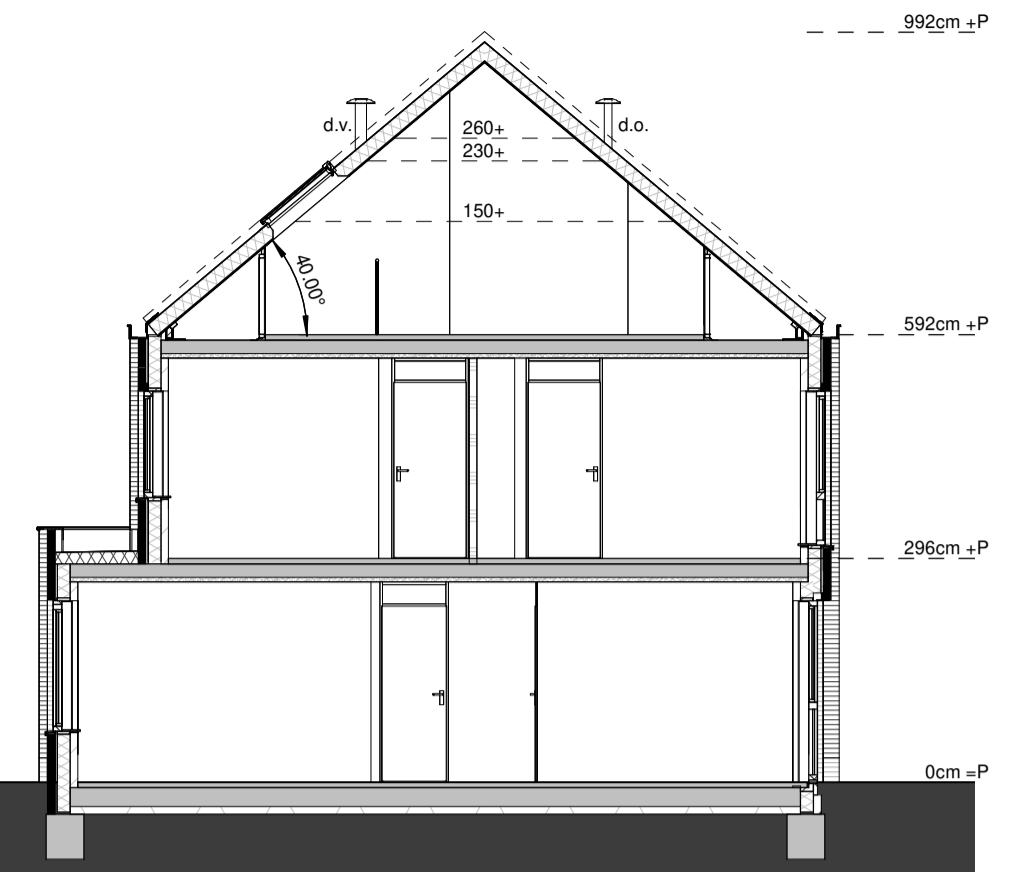 992cm +P
d.v.
260+
d.o.
230+
150+
40.00°
592cm +P
296cm +P
0cm =P